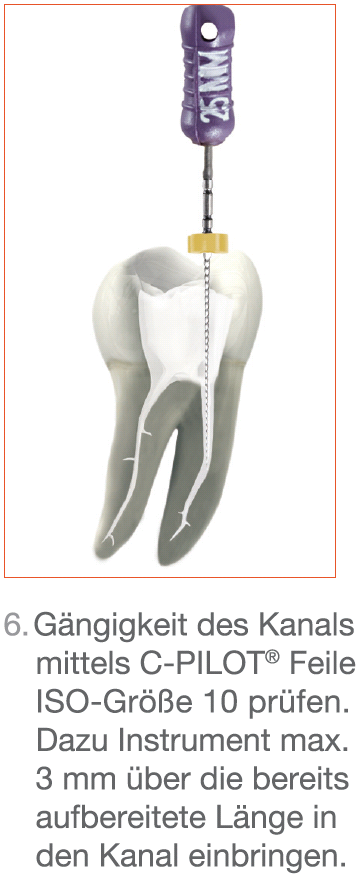 25 MM
6. Gängigkeit des Kanals
mittels C-PILOT® Feile
ISO-Größe 10 prüfen.
Dazu Instrument max.
3 mm über die bereits
aufbereitete Länge in
den Kanal einbringen.